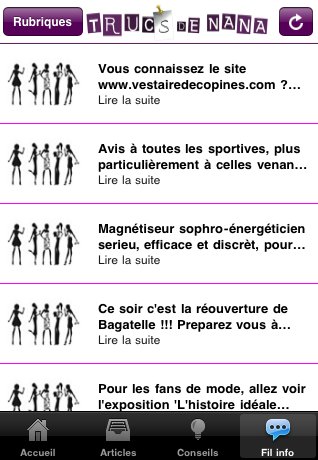 Rubriques
TRUCS DE NANA
Vous connaissez le site
www.vestairedecopines.com ?...
Lire la suite
Avis à toutes les sportives, plus
particulièrement à celles venan...
Lire la suite
Magnétiseur sophro-énergéticien
serieu, efficace et discrèt, pour...
Lire la suite
Ce soir c'est la réouverture de
Bagatelle !!! Preparez vous à...
Lire la suite
Pour les fans de mode, allez voir
l'exposition 'L'histoire idéale...
Accueil
Articles
Conseils
Fil info